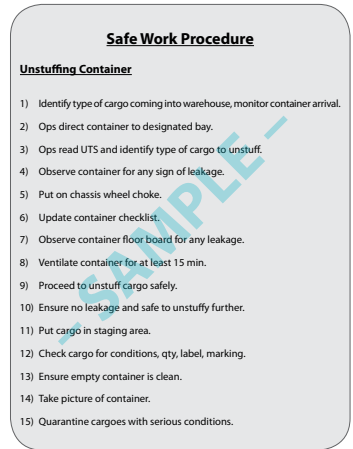 Safe Work Procedure
Unstuffing Container
1) Identify type of cargo coming into warehouse, monitor container arrival.
2) Ops direct container to designated bay.
3) Ops read UTS and identify type of cargo to unstuff.
4) Observe container for any sign of leakage.
5) Put on chassis wheel choke.
6) Update container checklist.
7) Observe container floor board for any leakage.
8) Ventilate container for at least 15 min.
9) Proceed to unstuff cargo safely.
10) Ensure no leakage and safe to unstuffy further.
11) Put cargo in staging area.
12) Check cargo for conditions, qty, label, marking.
13) Ensure empty container is clean.
14) Take picture of container.
15) Quarantine cargoes with serious conditions.
– SAMPLE –